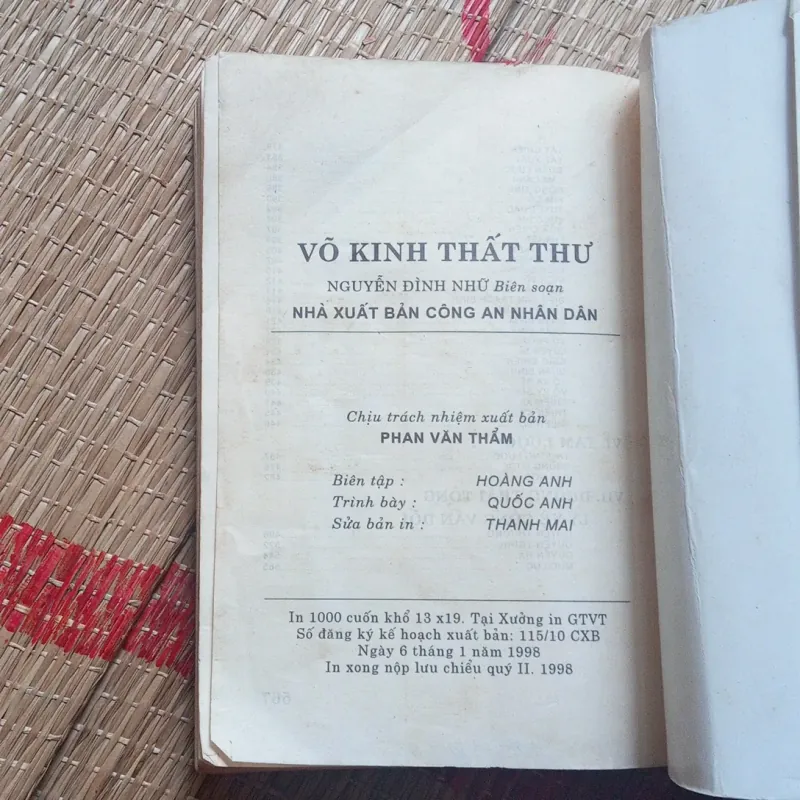 VÕ KINH THẤT THƯ
NGUYỄN ĐÌNH NHỮ Biên soạn
NHÀ XUẤT BẢN CÔNG AN NHÂN DÂN
Chịu trách nhiệm xuất bản
PHAN VĂN THẨM
Biên tập : HOÀNG ANH
Trình bày : QUỐC ANH
Sửa bản in : THANH MAI
In 1000 cuốn khổ 13 x19. Tại Xưởng in GTVT
Số đăng ký kế hoạch xuất bản: 115/10 CXB
Ngày 6 tháng 1 năm 1998
In xong nộp lưu chiểu quý II. 1998